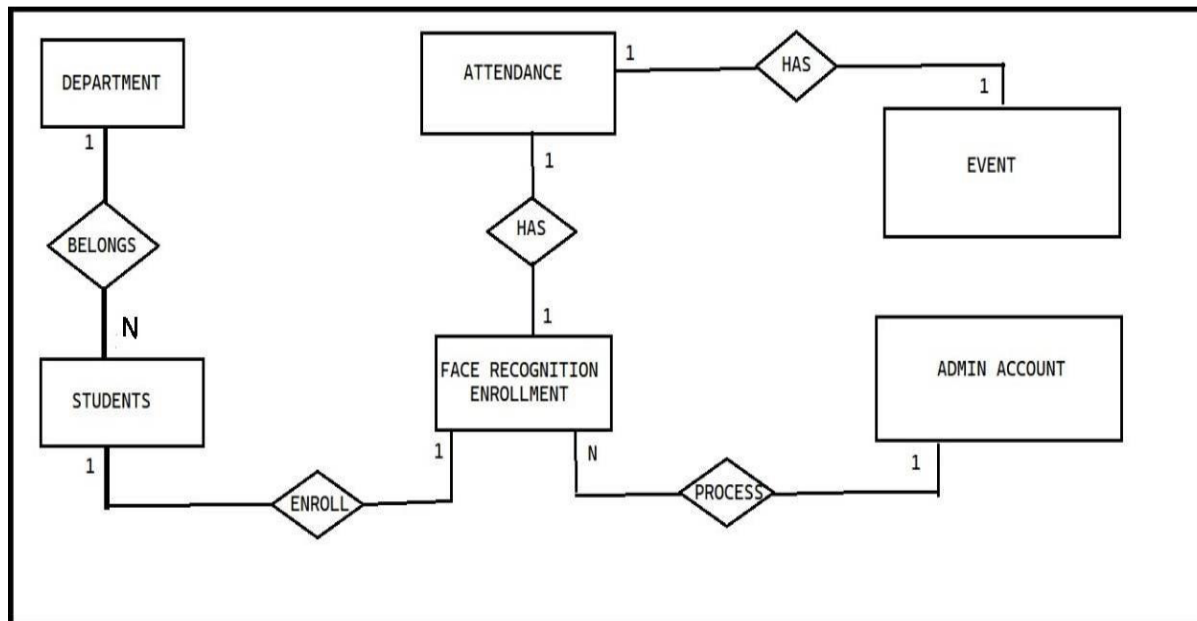 DEPARTMENT
1
BELONGS
N
STUDENTS
1
ENROLL
1
FACE RECOGNITION
ENROLLMENT
1
HAS
1
ATTENDANCE
1
HAS
1
EVENT
N
PROCESS
1
ADMIN ACCOUNT